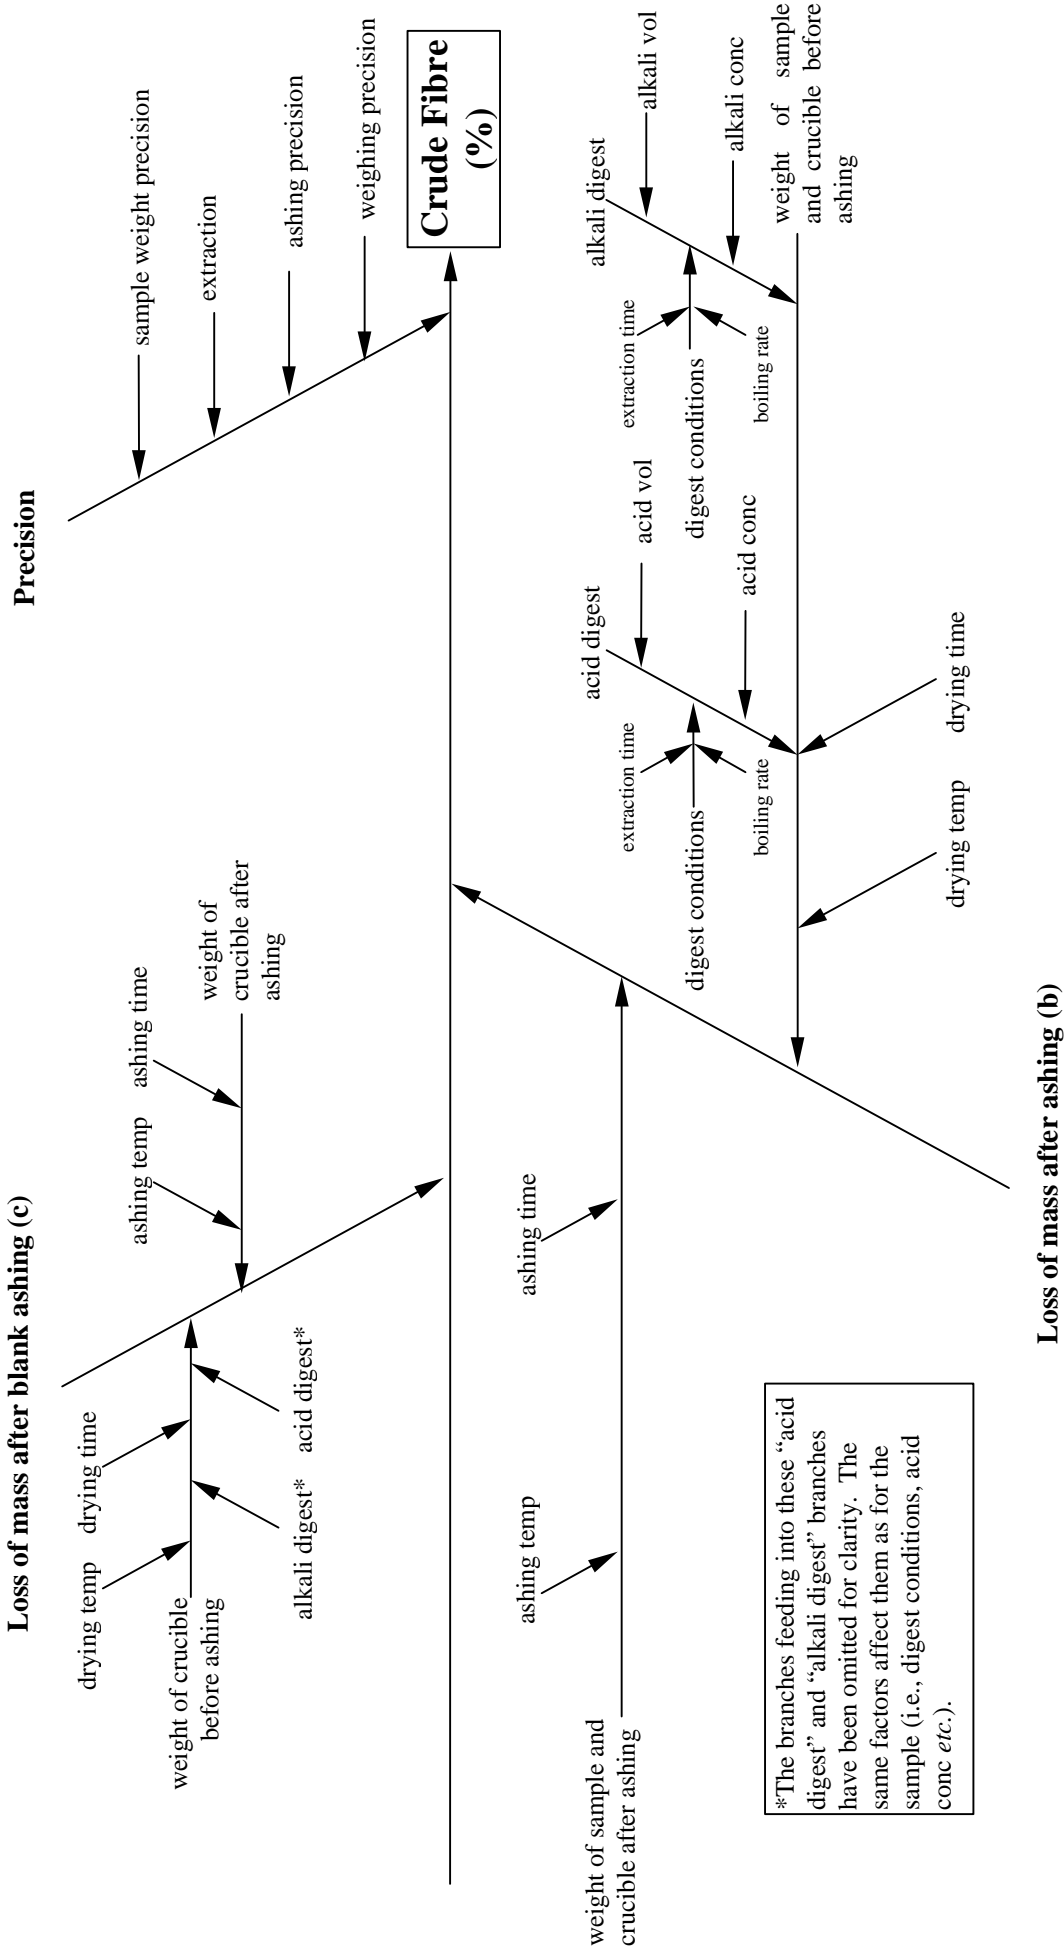 Loss of mass after blank ashing (c)
Precision
drying temp
drying time
ashing temp
ashing time
sample weight precision
weight of crucible
before ashing
weight of
crucible after
ashing
extraction
alkali digest*
acid digest*
ashing precision
weighing precision
Crude Fibre
(%)
ashing temp
ashing time
acid digest
alkali digest
weight of sample and
crucible after ashing
extraction time
acid vol
extraction time
alkali vol
digest conditions
digest conditions
acid conc
alkali conc
boiling rate
boiling rate
weight of sample
and crucible before
ashing
*The branches feeding into these “acid
digest” and “alkali digest” branches
have been omitted for clarity. The
same factors affect them as for the
sample (i.e., digest conditions, acid
conc etc.).
drying temp
drying time
Loss of mass after ashing (b)